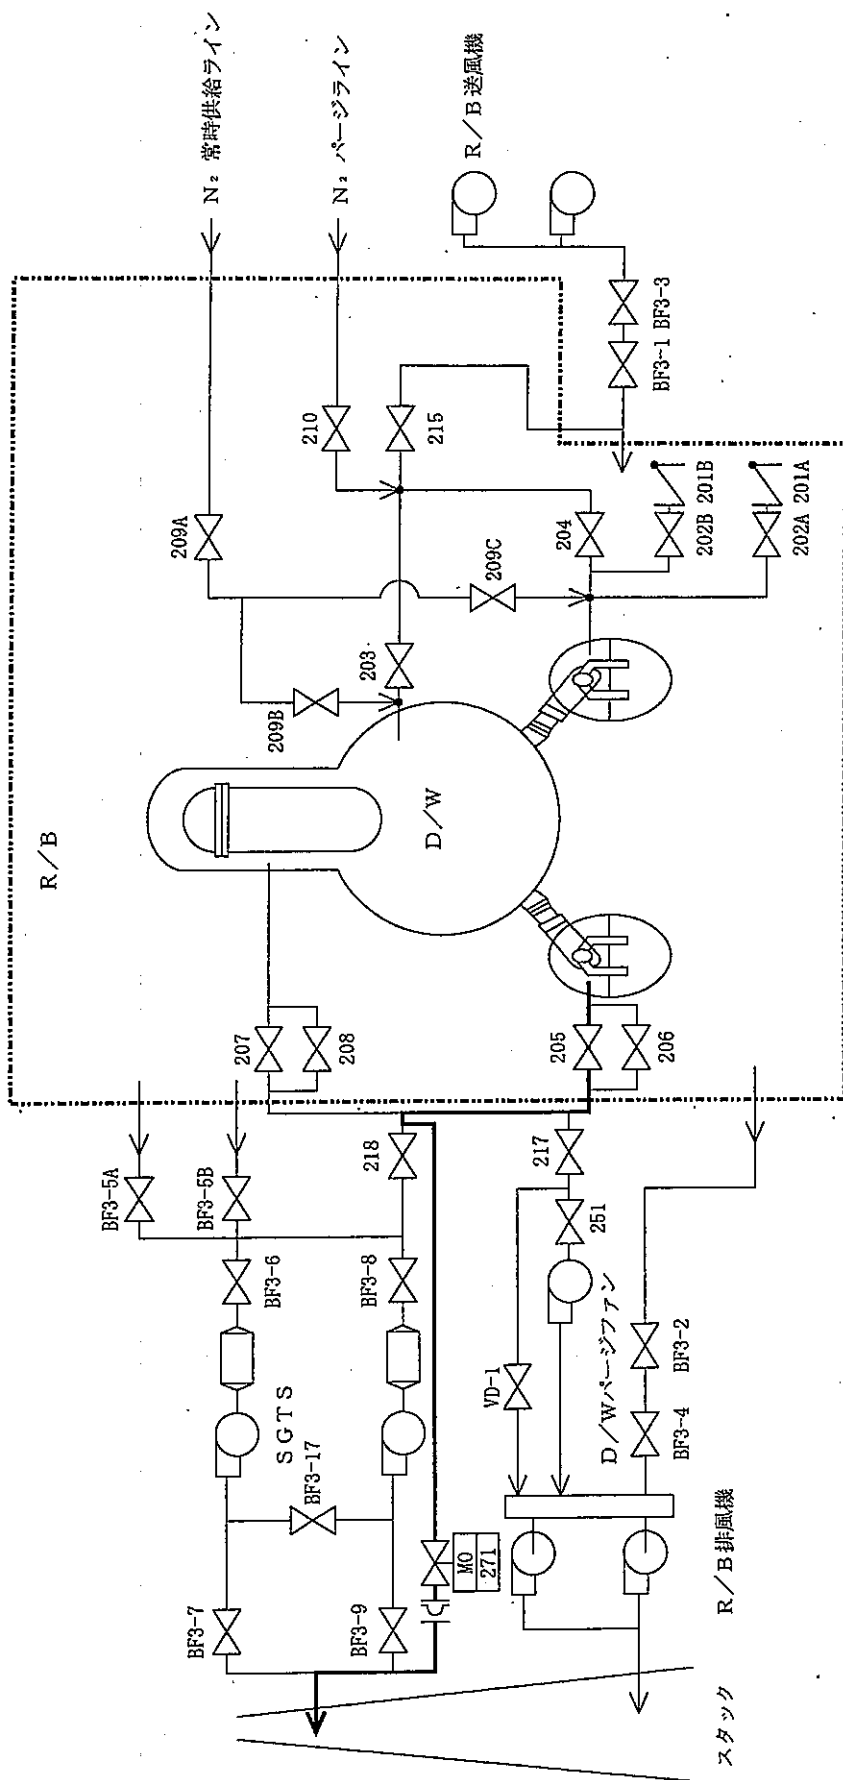 N₂ 常時供給ライン
N₂ パージライン
R/B送風機
R/B
209A
210
215
BF3-1
BF3-3
209B
203
209C
204
202B
201B
202A
201A
D/W
207
208
205
206
BF3-5A
BF3-5B
218
217
251
BF3-6
BF3-8
SGTS
BF3-17
VD-1
D/Wパージファン
BF3-2
BF3-4
BF3-7
BF3-9
MO
271
R/B排風機
スタック